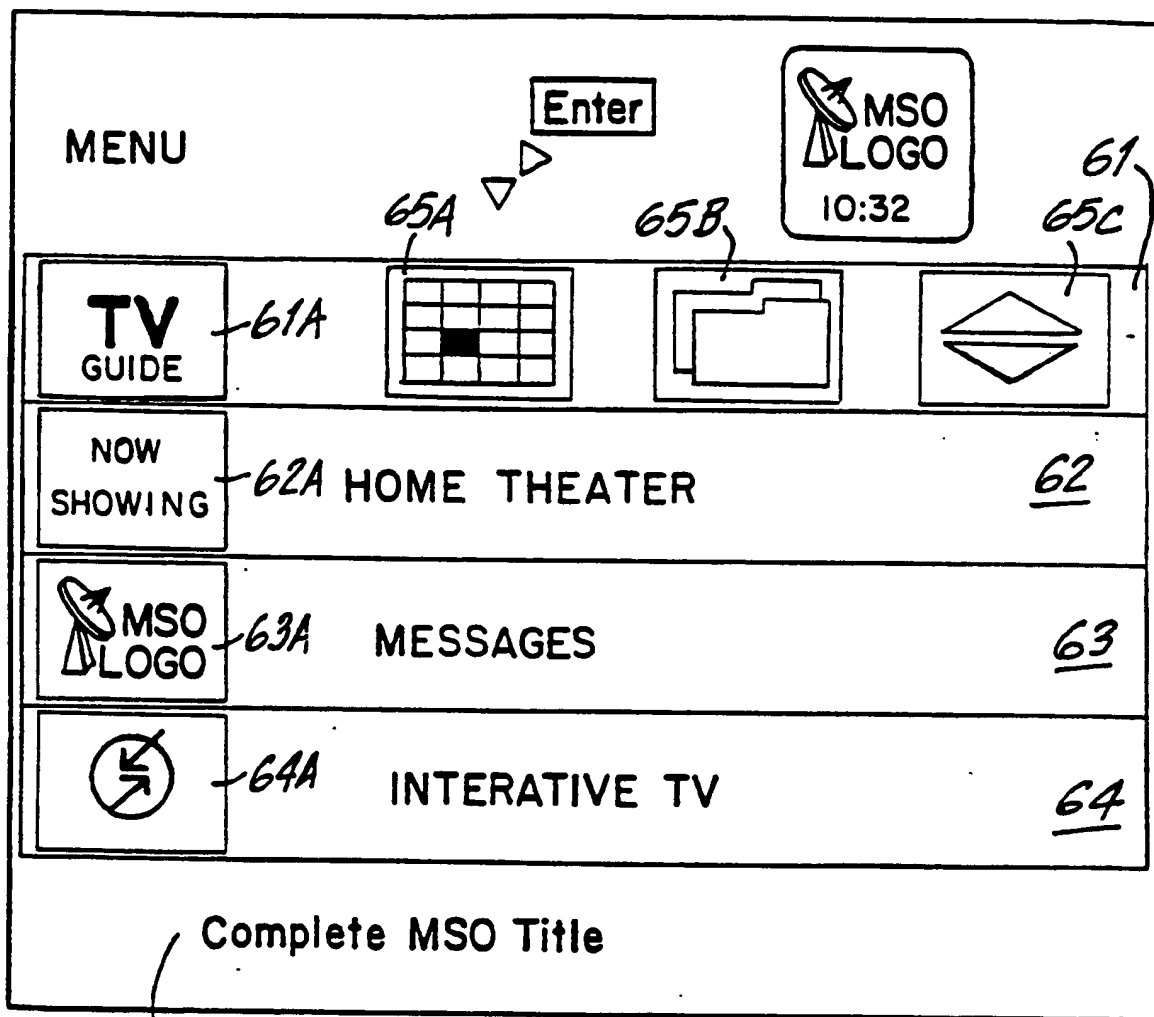 Enter
MSO
LOGO
10:32
MENU
61
65A
65B
65C
TV
GUIDE
61A
NOW
SHOWING
62A
HOME THEATER
62
MSO
LOGO
63A
MESSAGES
63
64A
INTERATIVE TV
64
Complete MSO Title